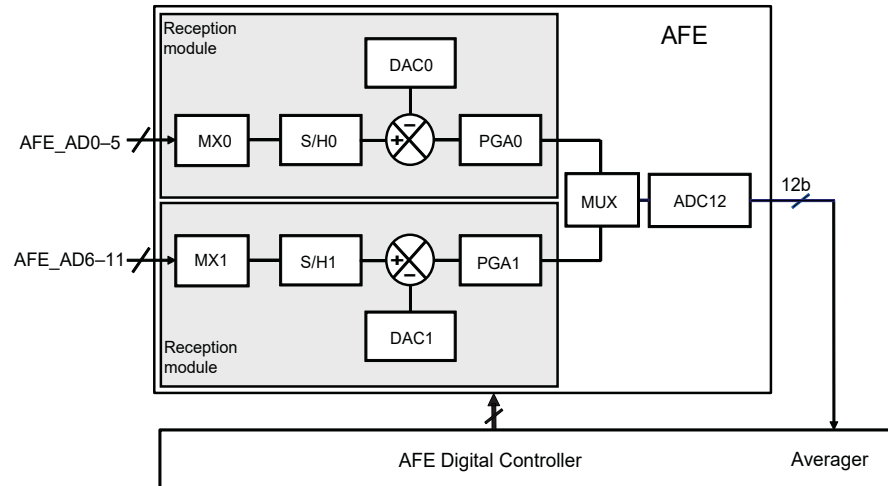 Reception
module
AFE
DAC0
−
AFE_AD0–5
MX0
S/H0
+
PGA0
12b
MUX
ADC12
AFE_AD6–11
MX1
S/H1
+
−
PGA1
DAC1
Reception
module
AFE Digital Controller
Averager